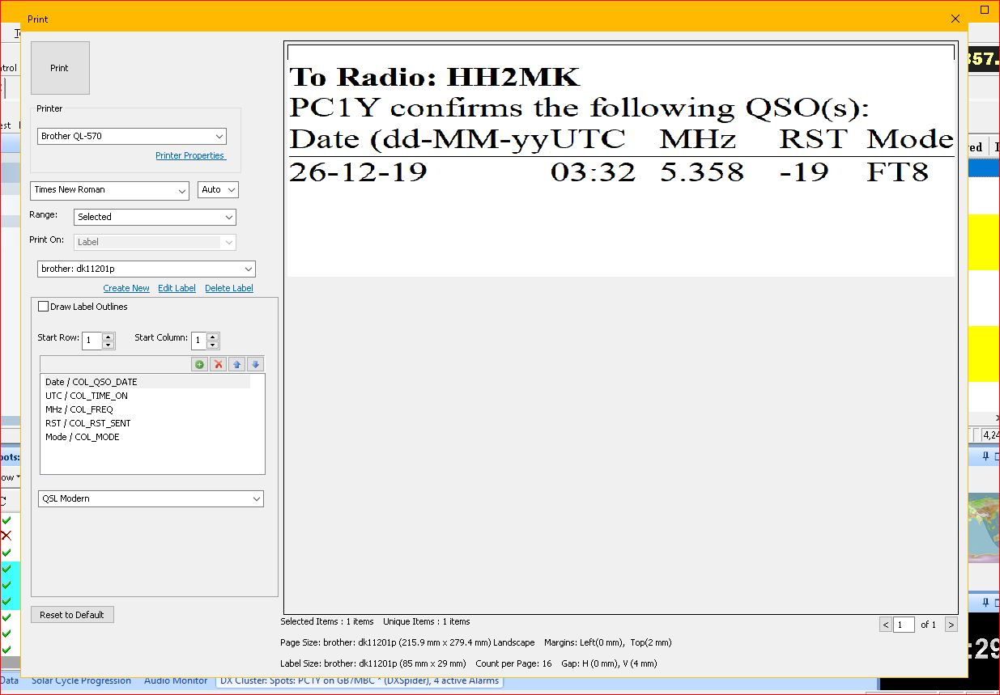 Print
Print
Printer
Brother QL-570
Printer Properties
Times New Roman
Auto
Range:
Selected
Print On:
Label
brother: dk11201p
Create New Edit Label Delete Label
Draw Label Outlines
Start Row: 1 Start Column: 1
Date / COL_QSO_DATE
UTC / COL_TIME_ON
MHz / COL_FREQ
RST / COL_RST_SENT
Mode / COL_MODE
QSL Modern
Reset to Default
To Radio: HH2MK
PC1Y confirms the following QSO(s):
Date (dd-MM-yy UTC MHz RST Mode
26-12-19 03:32 5.358 -19 FT8
Selected Items : 1 items Unique Items : 1 items
< 1 of 1 >
Page Size: brother: dk11201p (215.9 mm x 279.4 mm) Landscape Margins: Left(0 mm), Top(2 mm)
Label Size: brother: dk11201p (85 mm x 29 mm) Count per Page: 16 Gap: H (0 mm), V (4 mm)
357.
4,24
:29
Data Solar Cycle Progression Audio Monitor DX Cluster: Spots: PC1Y on GB7MBC * (DXSpider), 4 active Alarms